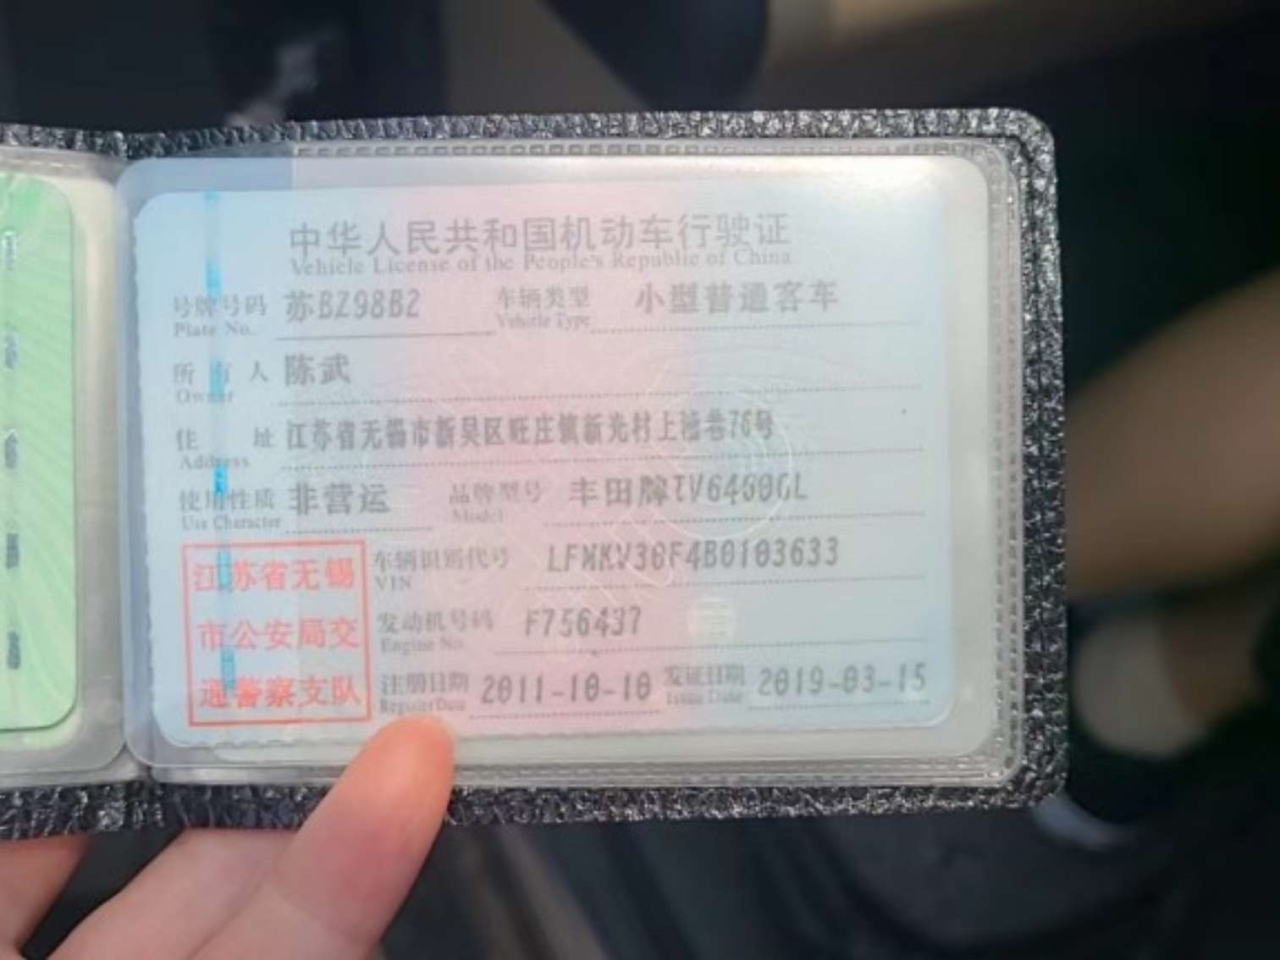 中华人民共和国机动车行驶证
Vehicle License of the People's Republic of China
号牌号码 苏BZ98B2 车辆类型 小型普通客车
Plate No. Vehicle Type
所有人 陈武
Owner
住址 江苏省无锡市新吴区旺庄镇新光村上 巷76号
Address
使用性质 非营运 品牌型号
Use Character Model
丰田牌
车辆识别代号
VIN
发动机号码 F756437
Engine No.
注册日期 2011-10-10 发证日期 2019-03-15
Register Date Issue Date
江苏省无锡
市公安局交
通警察支队